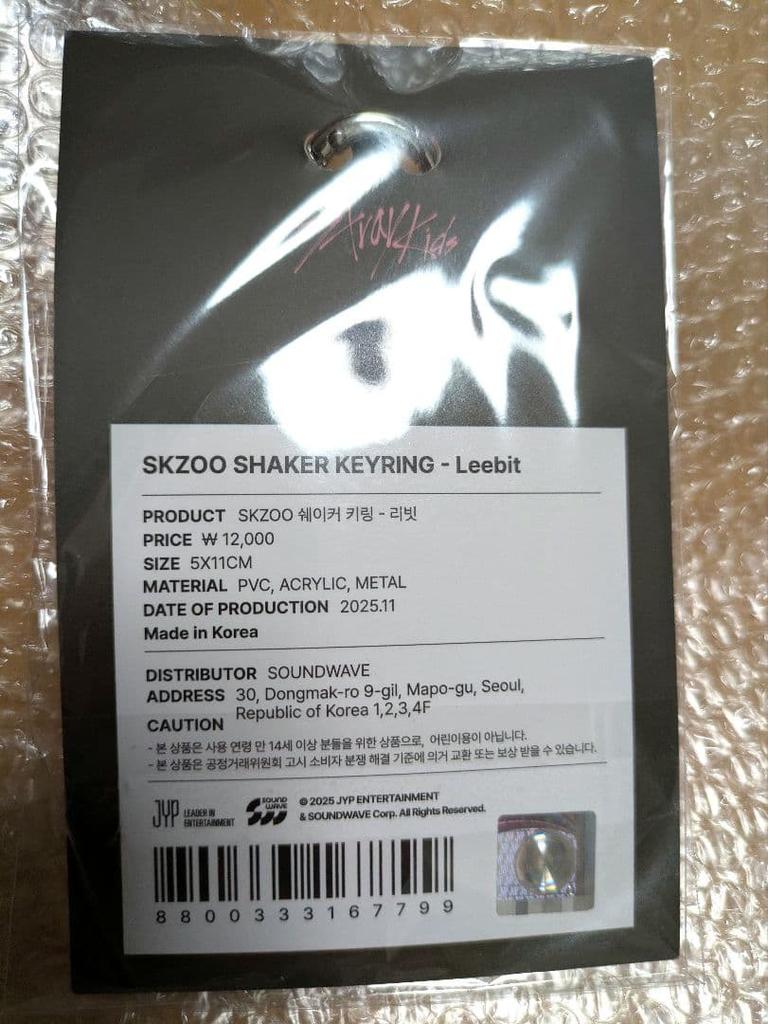 Stray Kids
SKZOO SHAKER KEYRING - Leebit
PRODUCT SKZOO 쉐이커 키링 - 리빗
PRICE ₩ 12,000
SIZE 5X11CM
MATERIAL PVC, ACRYLIC, METAL
DATE OF PRODUCTION 2025.11
Made in Korea
DISTRIBUTOR SOUNDWAVE
ADDRESS 30, Dongmak-ro 9-gil, Mapo-gu, Seoul,
Republic of Korea 1,2,3,4F
CAUTION
- 본 상품은 사용 연령 만 14세 이상 분들을 위한 상품으로, 어린이용이 아닙니다.
- 본 상품은 공정거래위원회 고시 소비자 분쟁 해결 기준에 의거 교환 또는 보상 받을 수 있습니다.
JYP LEADER IN
ENTERTAINMENT
SOUND
WAVE
© 2025 JYP ENTERTAINMENT
& SOUNDWAVE Corp. All Rights Reserved.
8800333167799